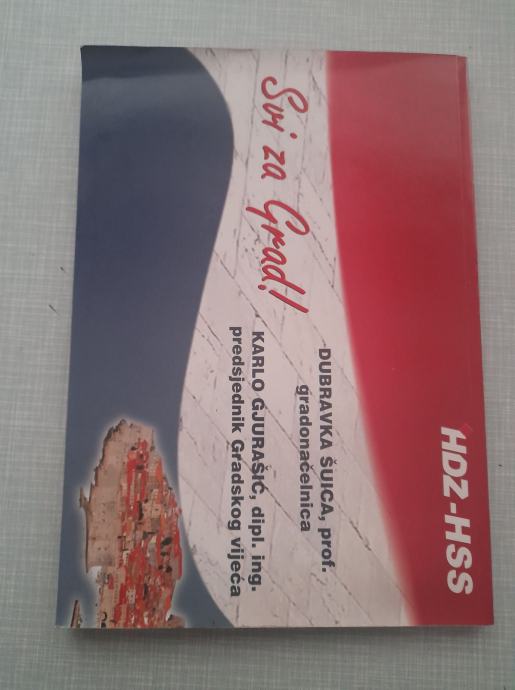 HDZ-HSS
Svi za Grad!
DUBRAVKA ŠUICA, prof.
gradonačelnica
KARLO GJURAŠIĆ, dipl. ing.
predsjednik Gradskog vijeća